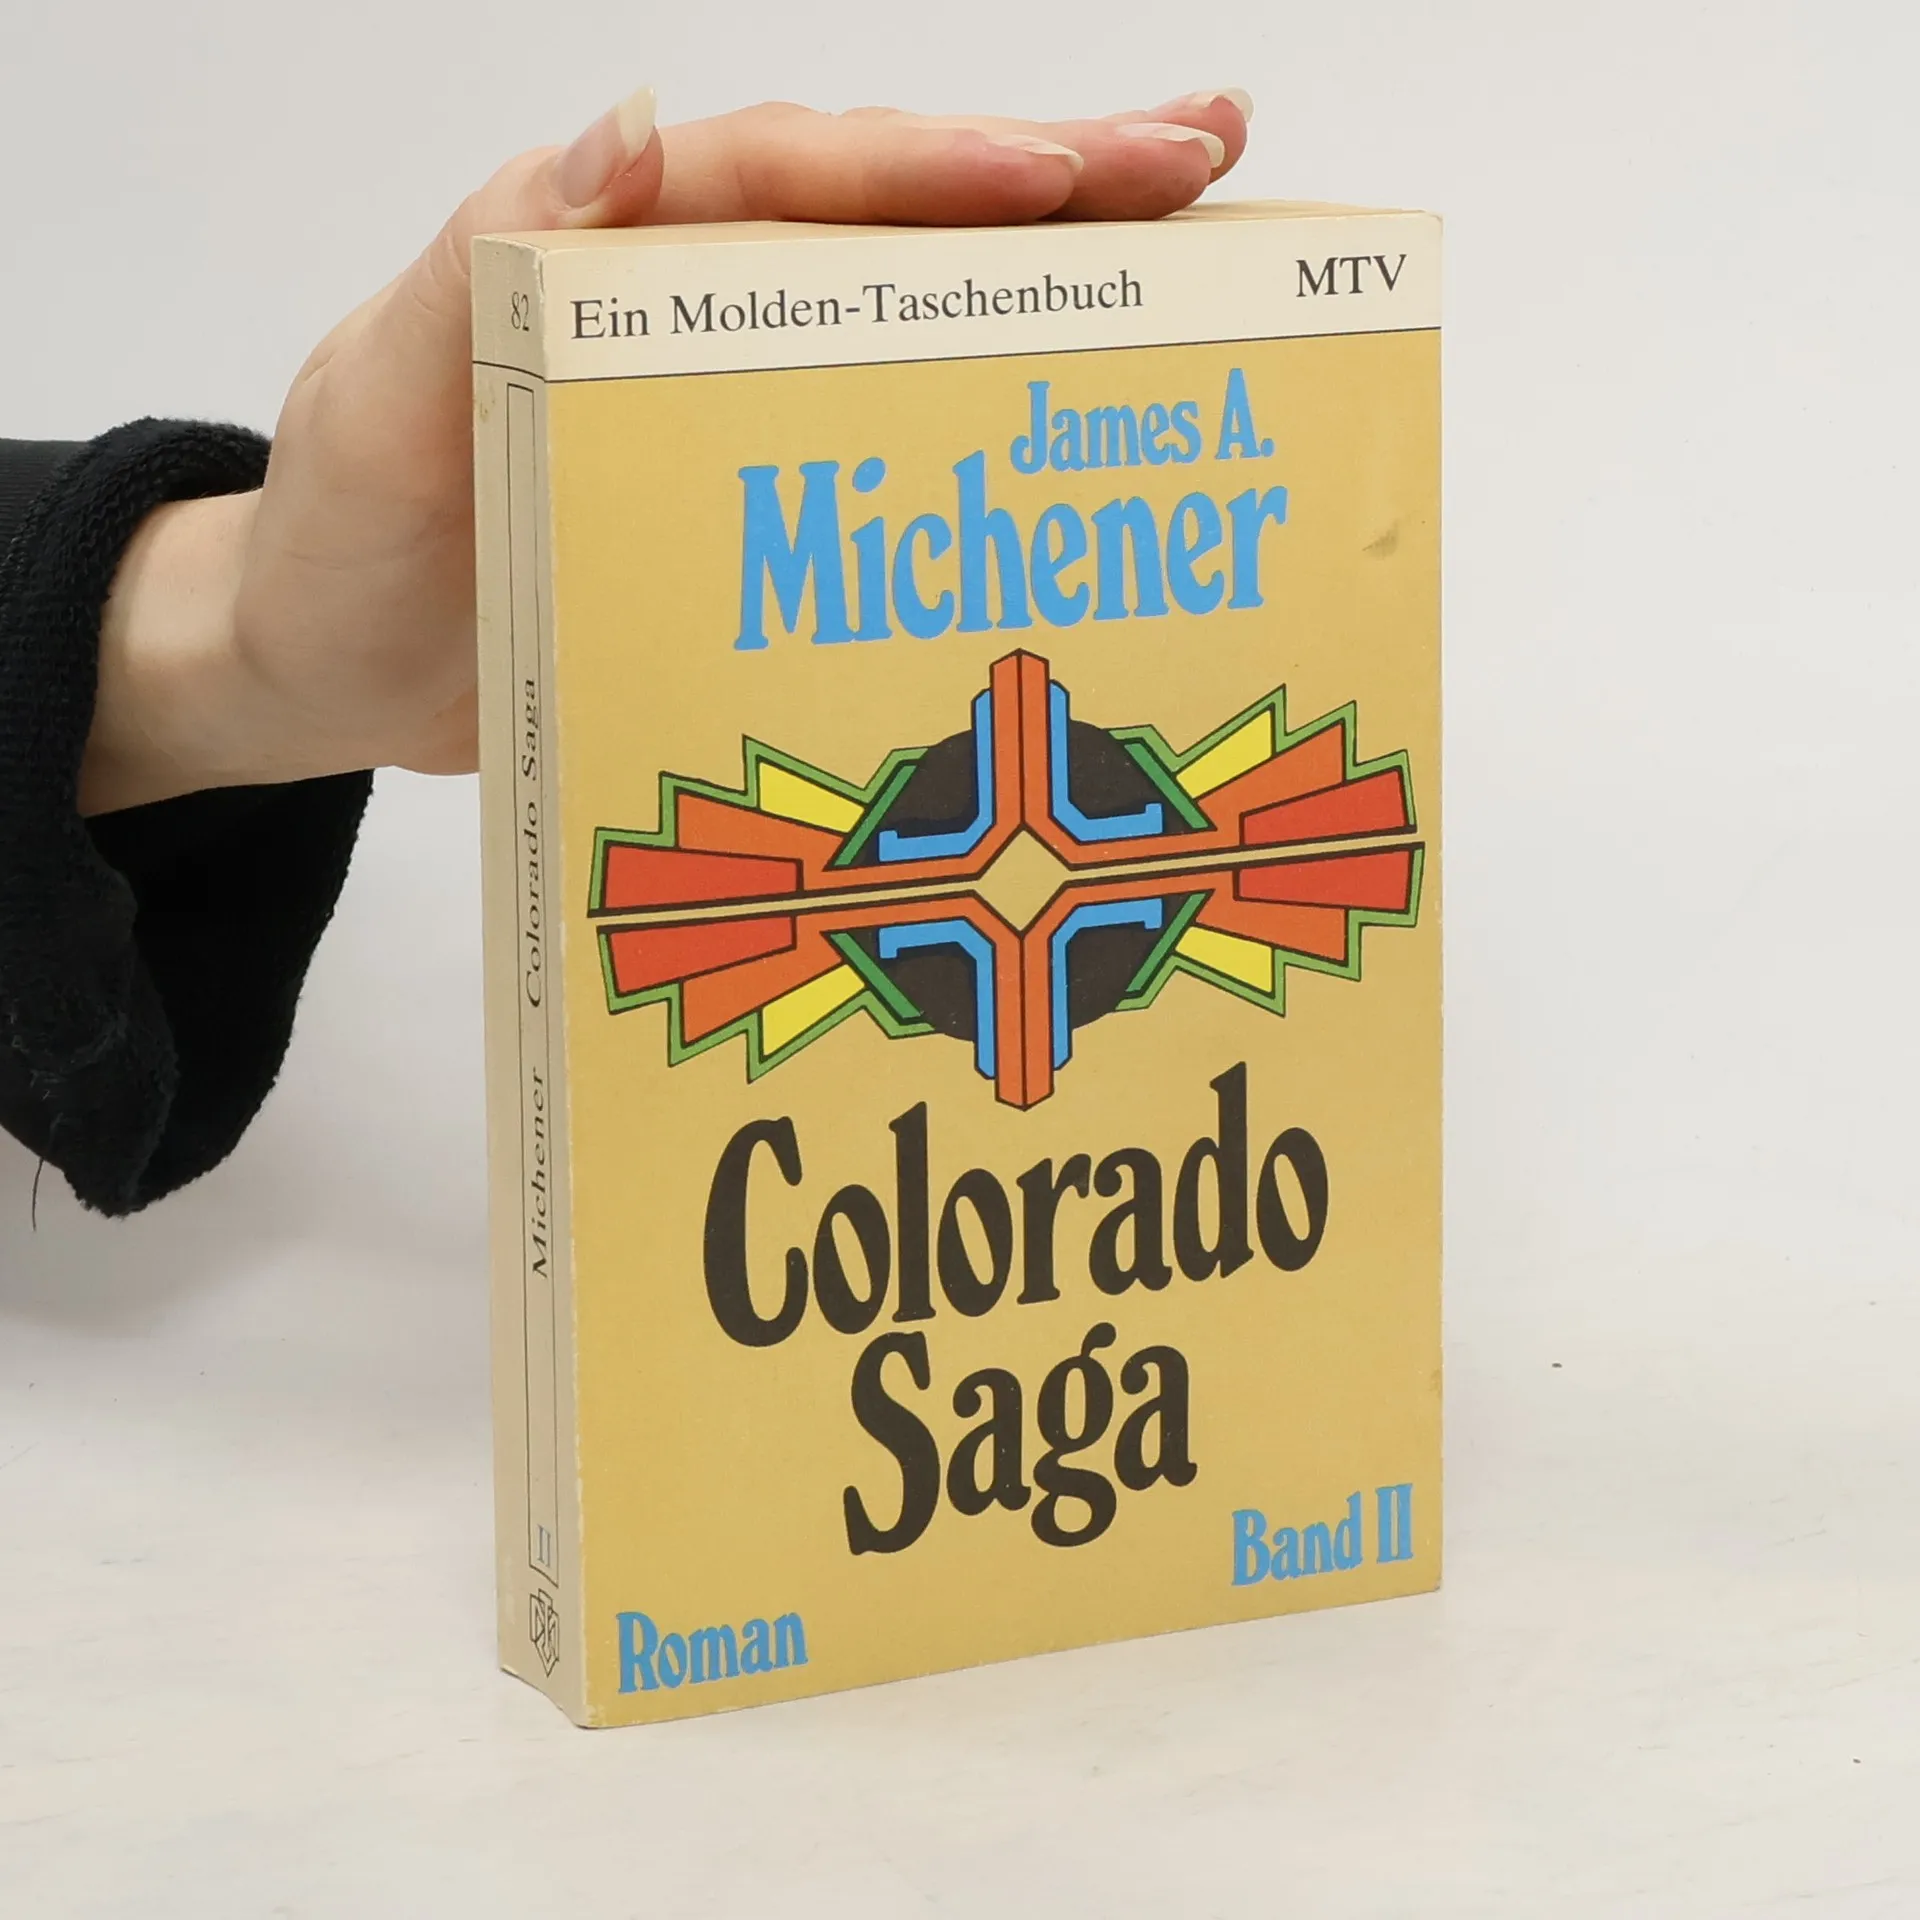 82
Ein Molden-Taschenbuch MTV
James A.
Michener
Colorado
Saga
Band II
Roman
Michener Colorado Saga II